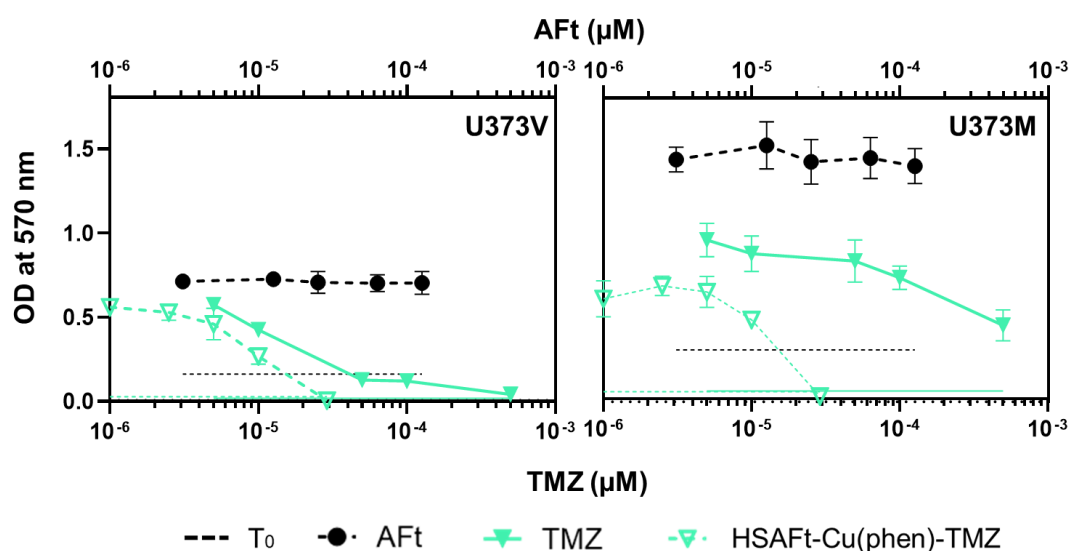 AFt (µM)
10⁻⁶ 10⁻⁵ 10⁻⁴ 10⁻³ 10⁻⁶ 10⁻⁵ 10⁻⁴ 10⁻³
U373V U373M
OD at 570 nm
1.5
1.0
0.5
0.0
10⁻⁶ 10⁻⁵ 10⁻⁴ 10⁻³ 10⁻⁶ 10⁻⁵ 10⁻⁴ 10⁻³
TMZ (µM)
T₀ AFt TMZ HSAFt-Cu(phen)-TMZ